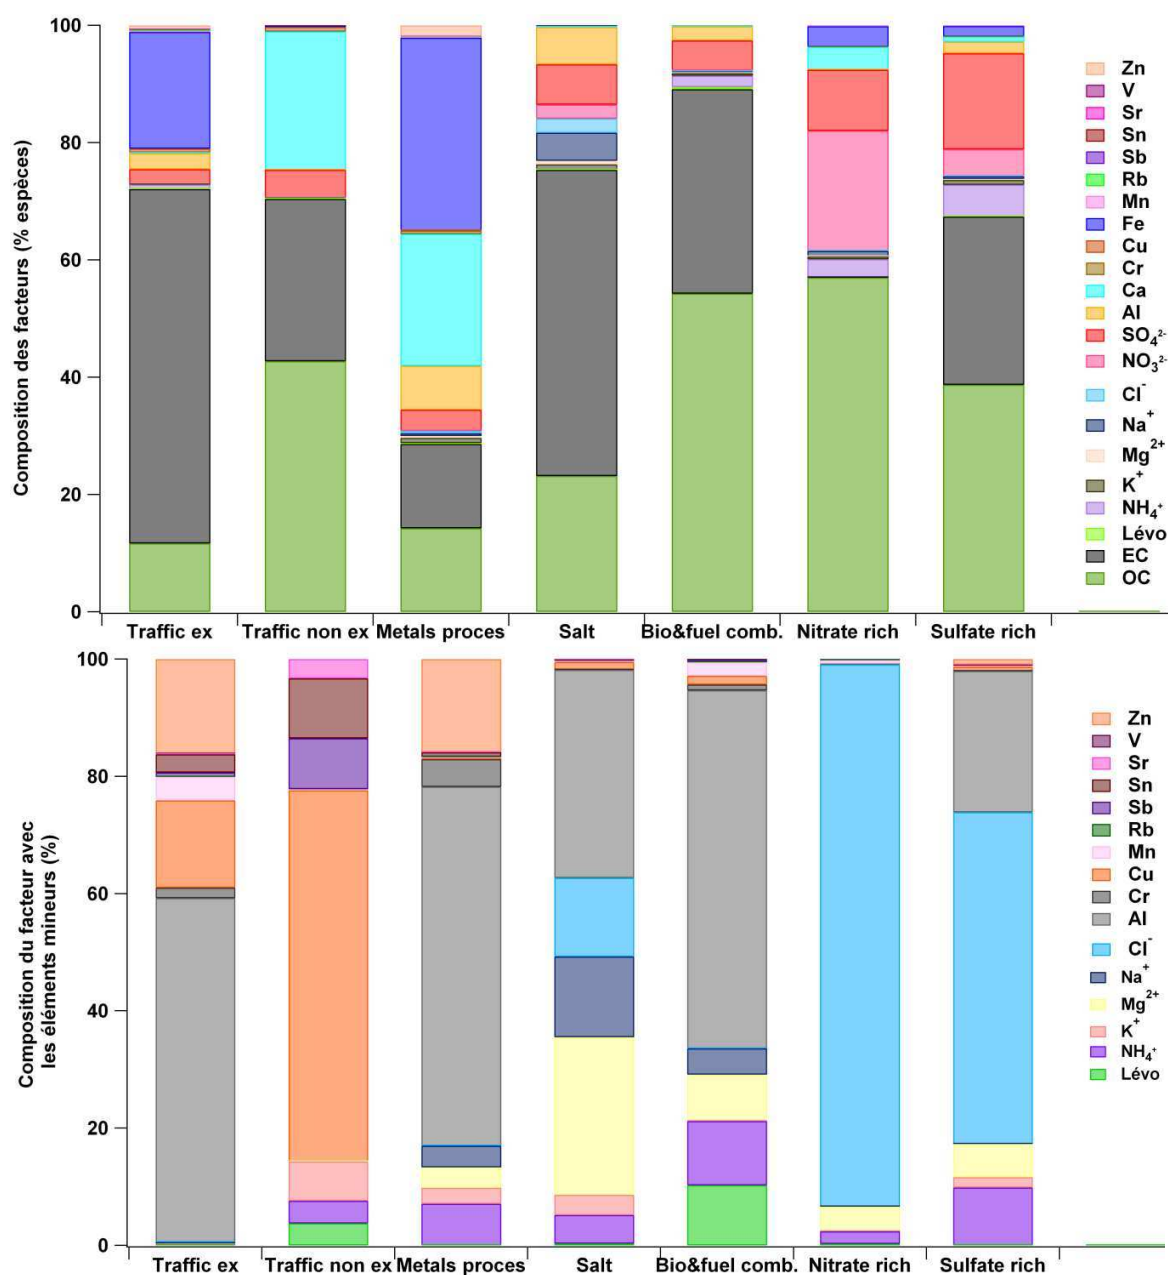 Composition des facteurs (% espèces)
100
80
60
40
20
0
Traffic ex
Traffic non ex
Metals proces
Salt
Bio&fuel comb.
Nitrate rich
Sulfate rich
Zn
V
Sr
Sn
Sb
Rb
Mn
Fe
Cu
Cr
Ca
Al
SO₄²⁻
NO₃²⁻
Cl⁻
Na⁺
Mg²⁺
K⁺
NH₄⁺
Lévo
EC
OC
Composition du facteur avec
les éléments mineurs (%)
100
80
60
40
20
0
Traffic ex
Traffic non ex
Metals proces
Salt
Bio&fuel comb.
Nitrate rich
Sulfate rich
Zn
V
Sr
Sn
Sb
Rb
Mn
Cu
Cr
Al
Cl⁻
Na⁺
Mg²⁺
K⁺
NH₄⁺
Lévo